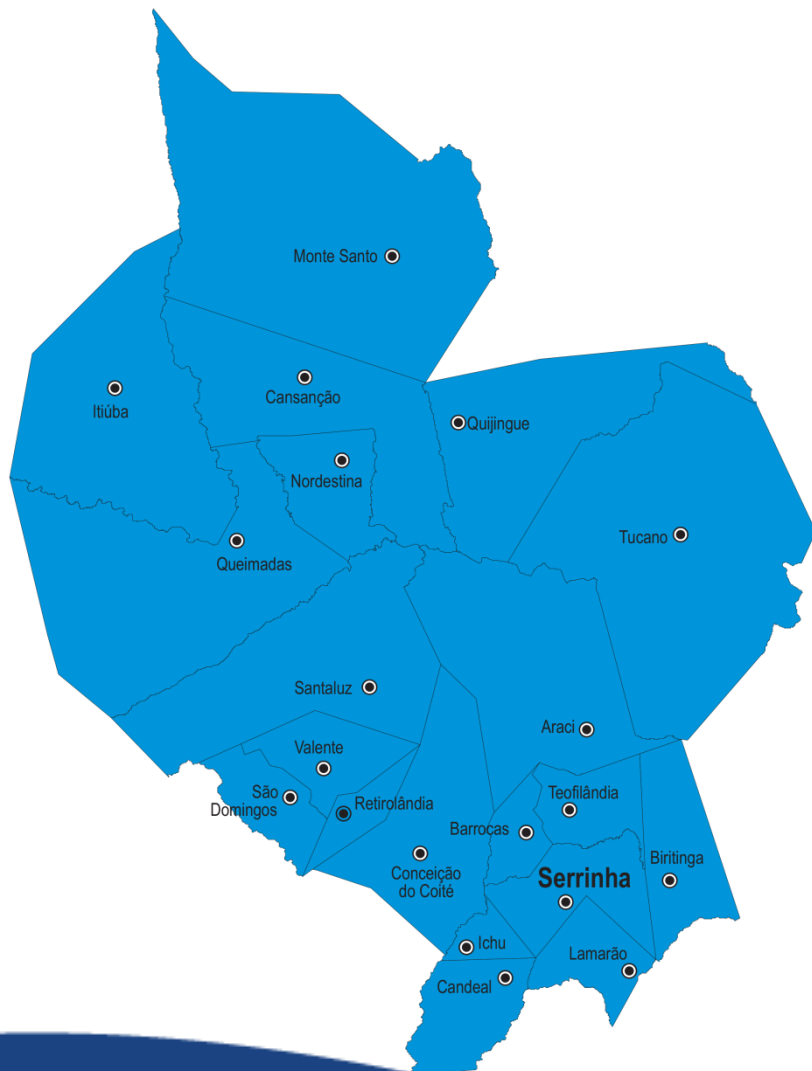 Monte Santo
Itiúba
Cansanção
Quijingue
Nordestina
Queimadas
Tucano
Santaluz
Araci
Valente
São
Domingos
Retirolândia
Teofilândia
Barrocas
Conceição
do Coité
Serrinha
Biritinga
Ichu
Lamarão
Candeal